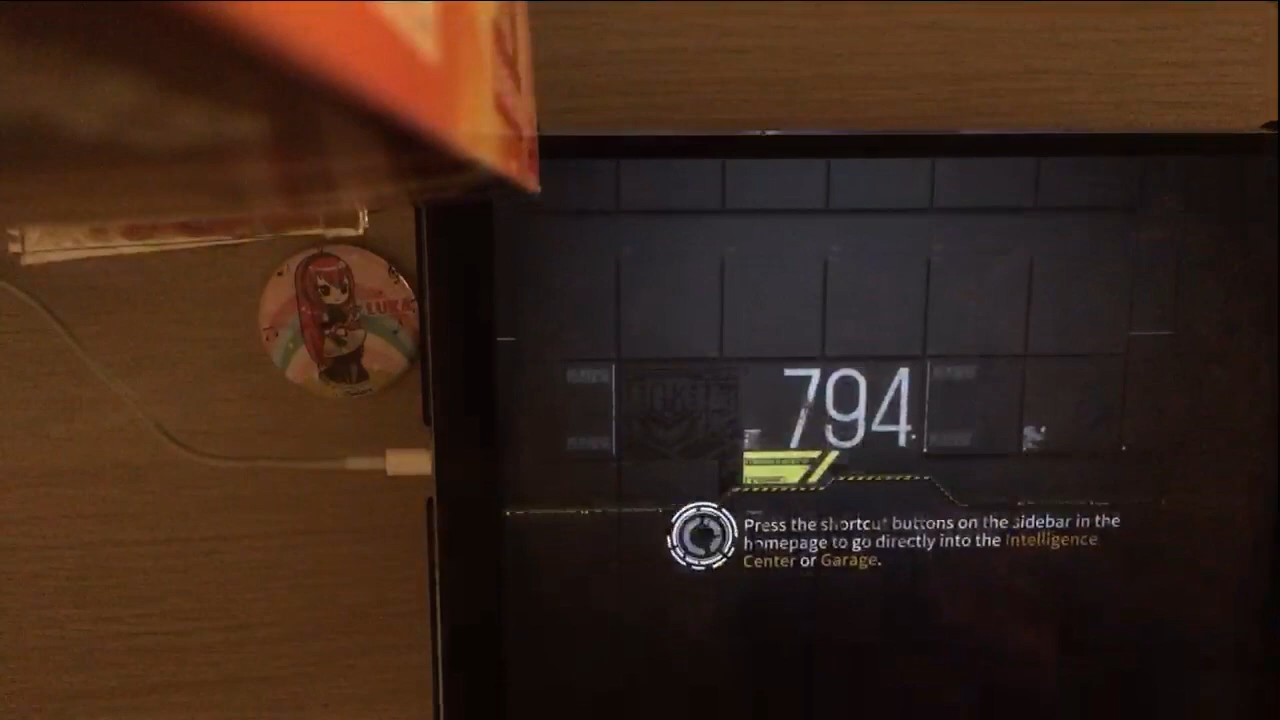 LUKA
794
Press the shortcut buttons on the sidebar in the
homepage to go directly into the Intelligence
Center or Garage.